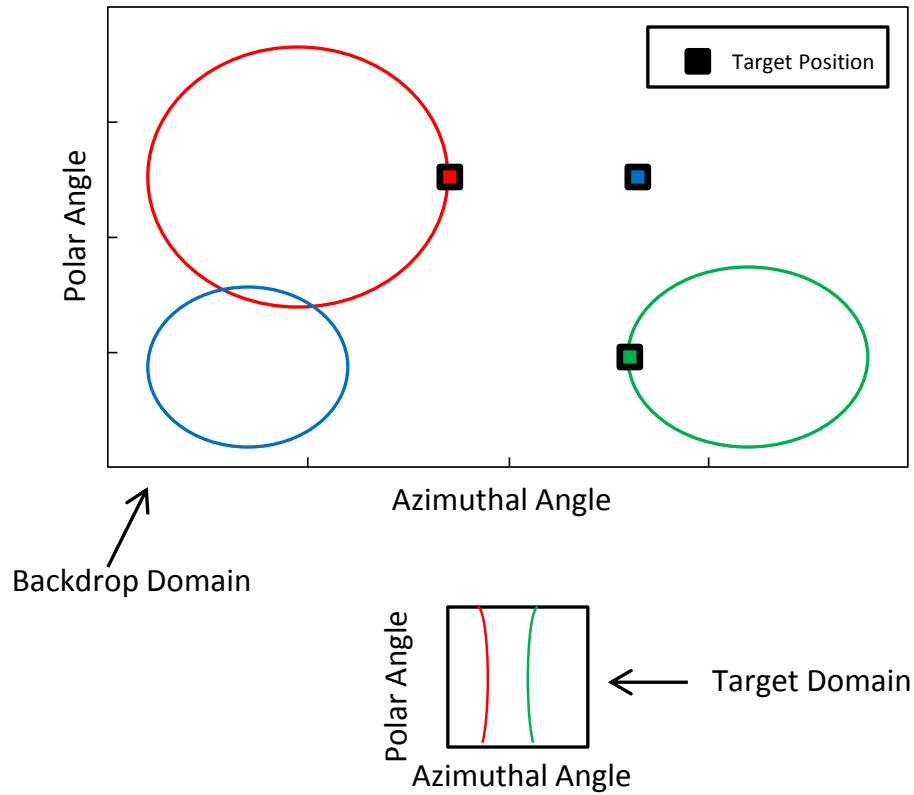 Target Position
Polar Angle
Azimuthal Angle
Backdrop Domain
Polar Angle
Target Domain
Azimuthal Angle